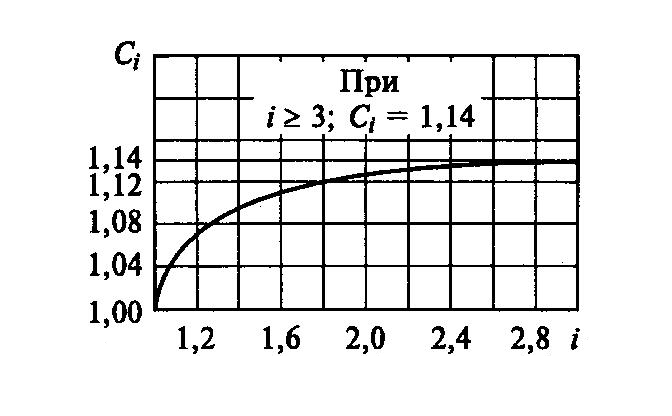 Ci
При
i ≥ 3; Ci = 1,14
1,14
1,12
1,08
1,04
1,00
1,2 1,6 2,0 2,4 2,8 i